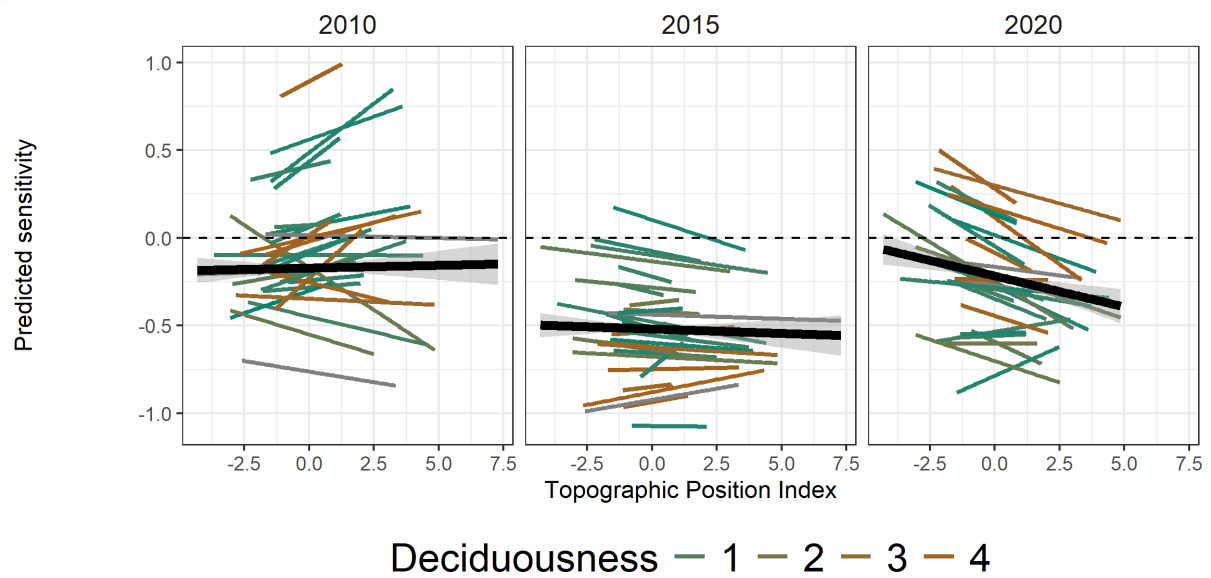 2010 2015 2020
1.0
0.5
0.0
-0.5
-1.0
Predicted sensitivity
-2.5 0.0 2.5 5.0 7.5 -2.5 0.0 2.5 5.0 7.5 -2.5 0.0 2.5 5.0 7.5
Topographic Position Index
Deciduousness 1 2 3 4